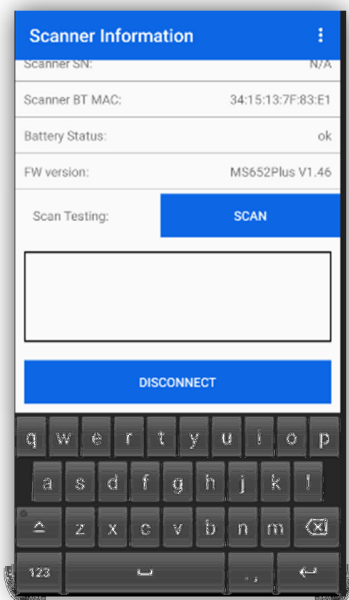 Scanner Information
Scanner SN: N/A
Scanner BT MAC: 34:15:13:7F:83:E1
Battery Status: ok
FW version: MS652Plus V1.46
Scan Testing: SCAN
DISCONNECT
q w e r t y u i o p
a s d f g h j k l
z x c v b n m
123 . ,